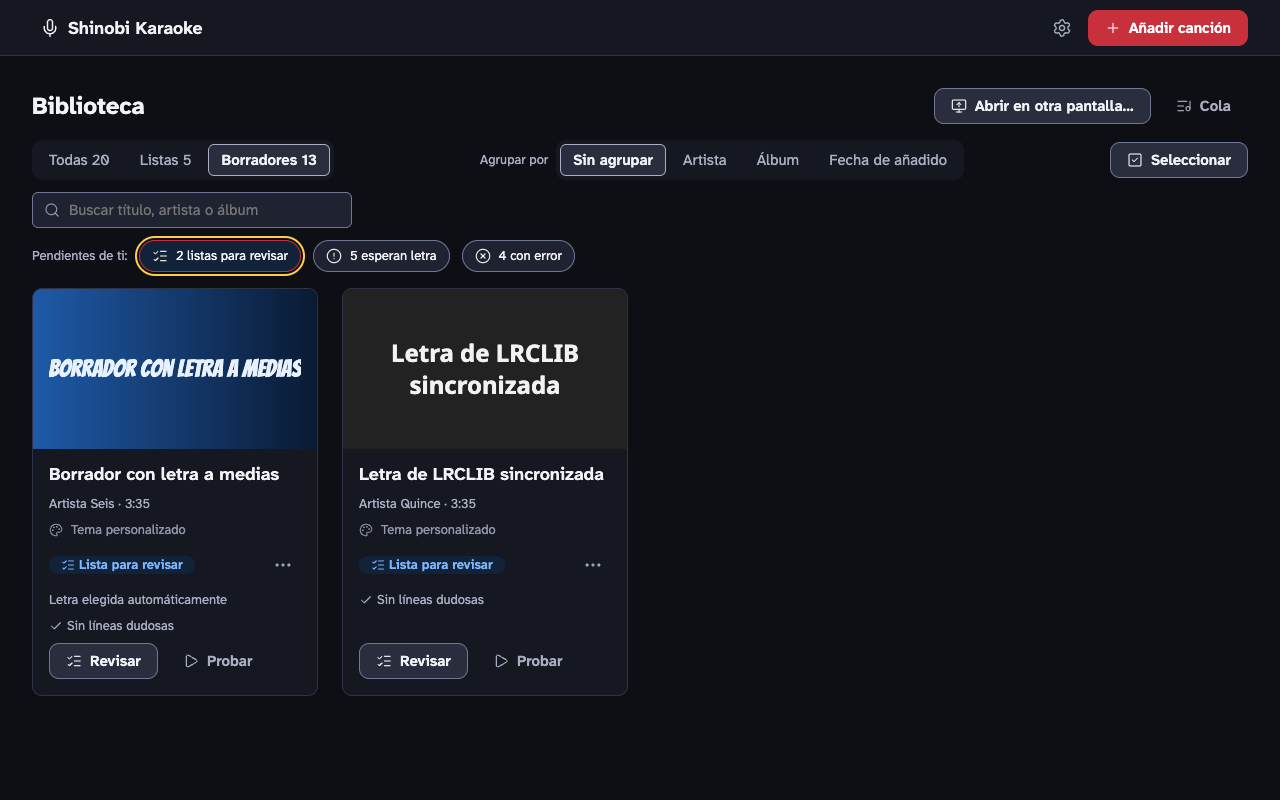 Shinobi Karaoke
Añadir canción
Biblioteca
Abrir en otra pantalla...
Cola
Todas 20
Listas 5
Borradores 13
Agrupar por
Sin agrupar
Artista
Álbum
Fecha de añadido
Seleccionar
Buscar título, artista o álbum
Pendientes de ti:
2 listas para revisar
5 esperan letra
4 con error
BORRADOR CON LETRA A MEDIAS
Borrador con letra a medias
Artista Seis · 3:35
Tema personalizado
Lista para revisar
Letra elegida automáticamente
Sin líneas dudosas
Revisar
Probar
Letra de LRCLIB
sincronizada
Letra de LRCLIB sincronizada
Artista Quince · 3:35
Tema personalizado
Lista para revisar
Sin líneas dudosas
Revisar
Probar